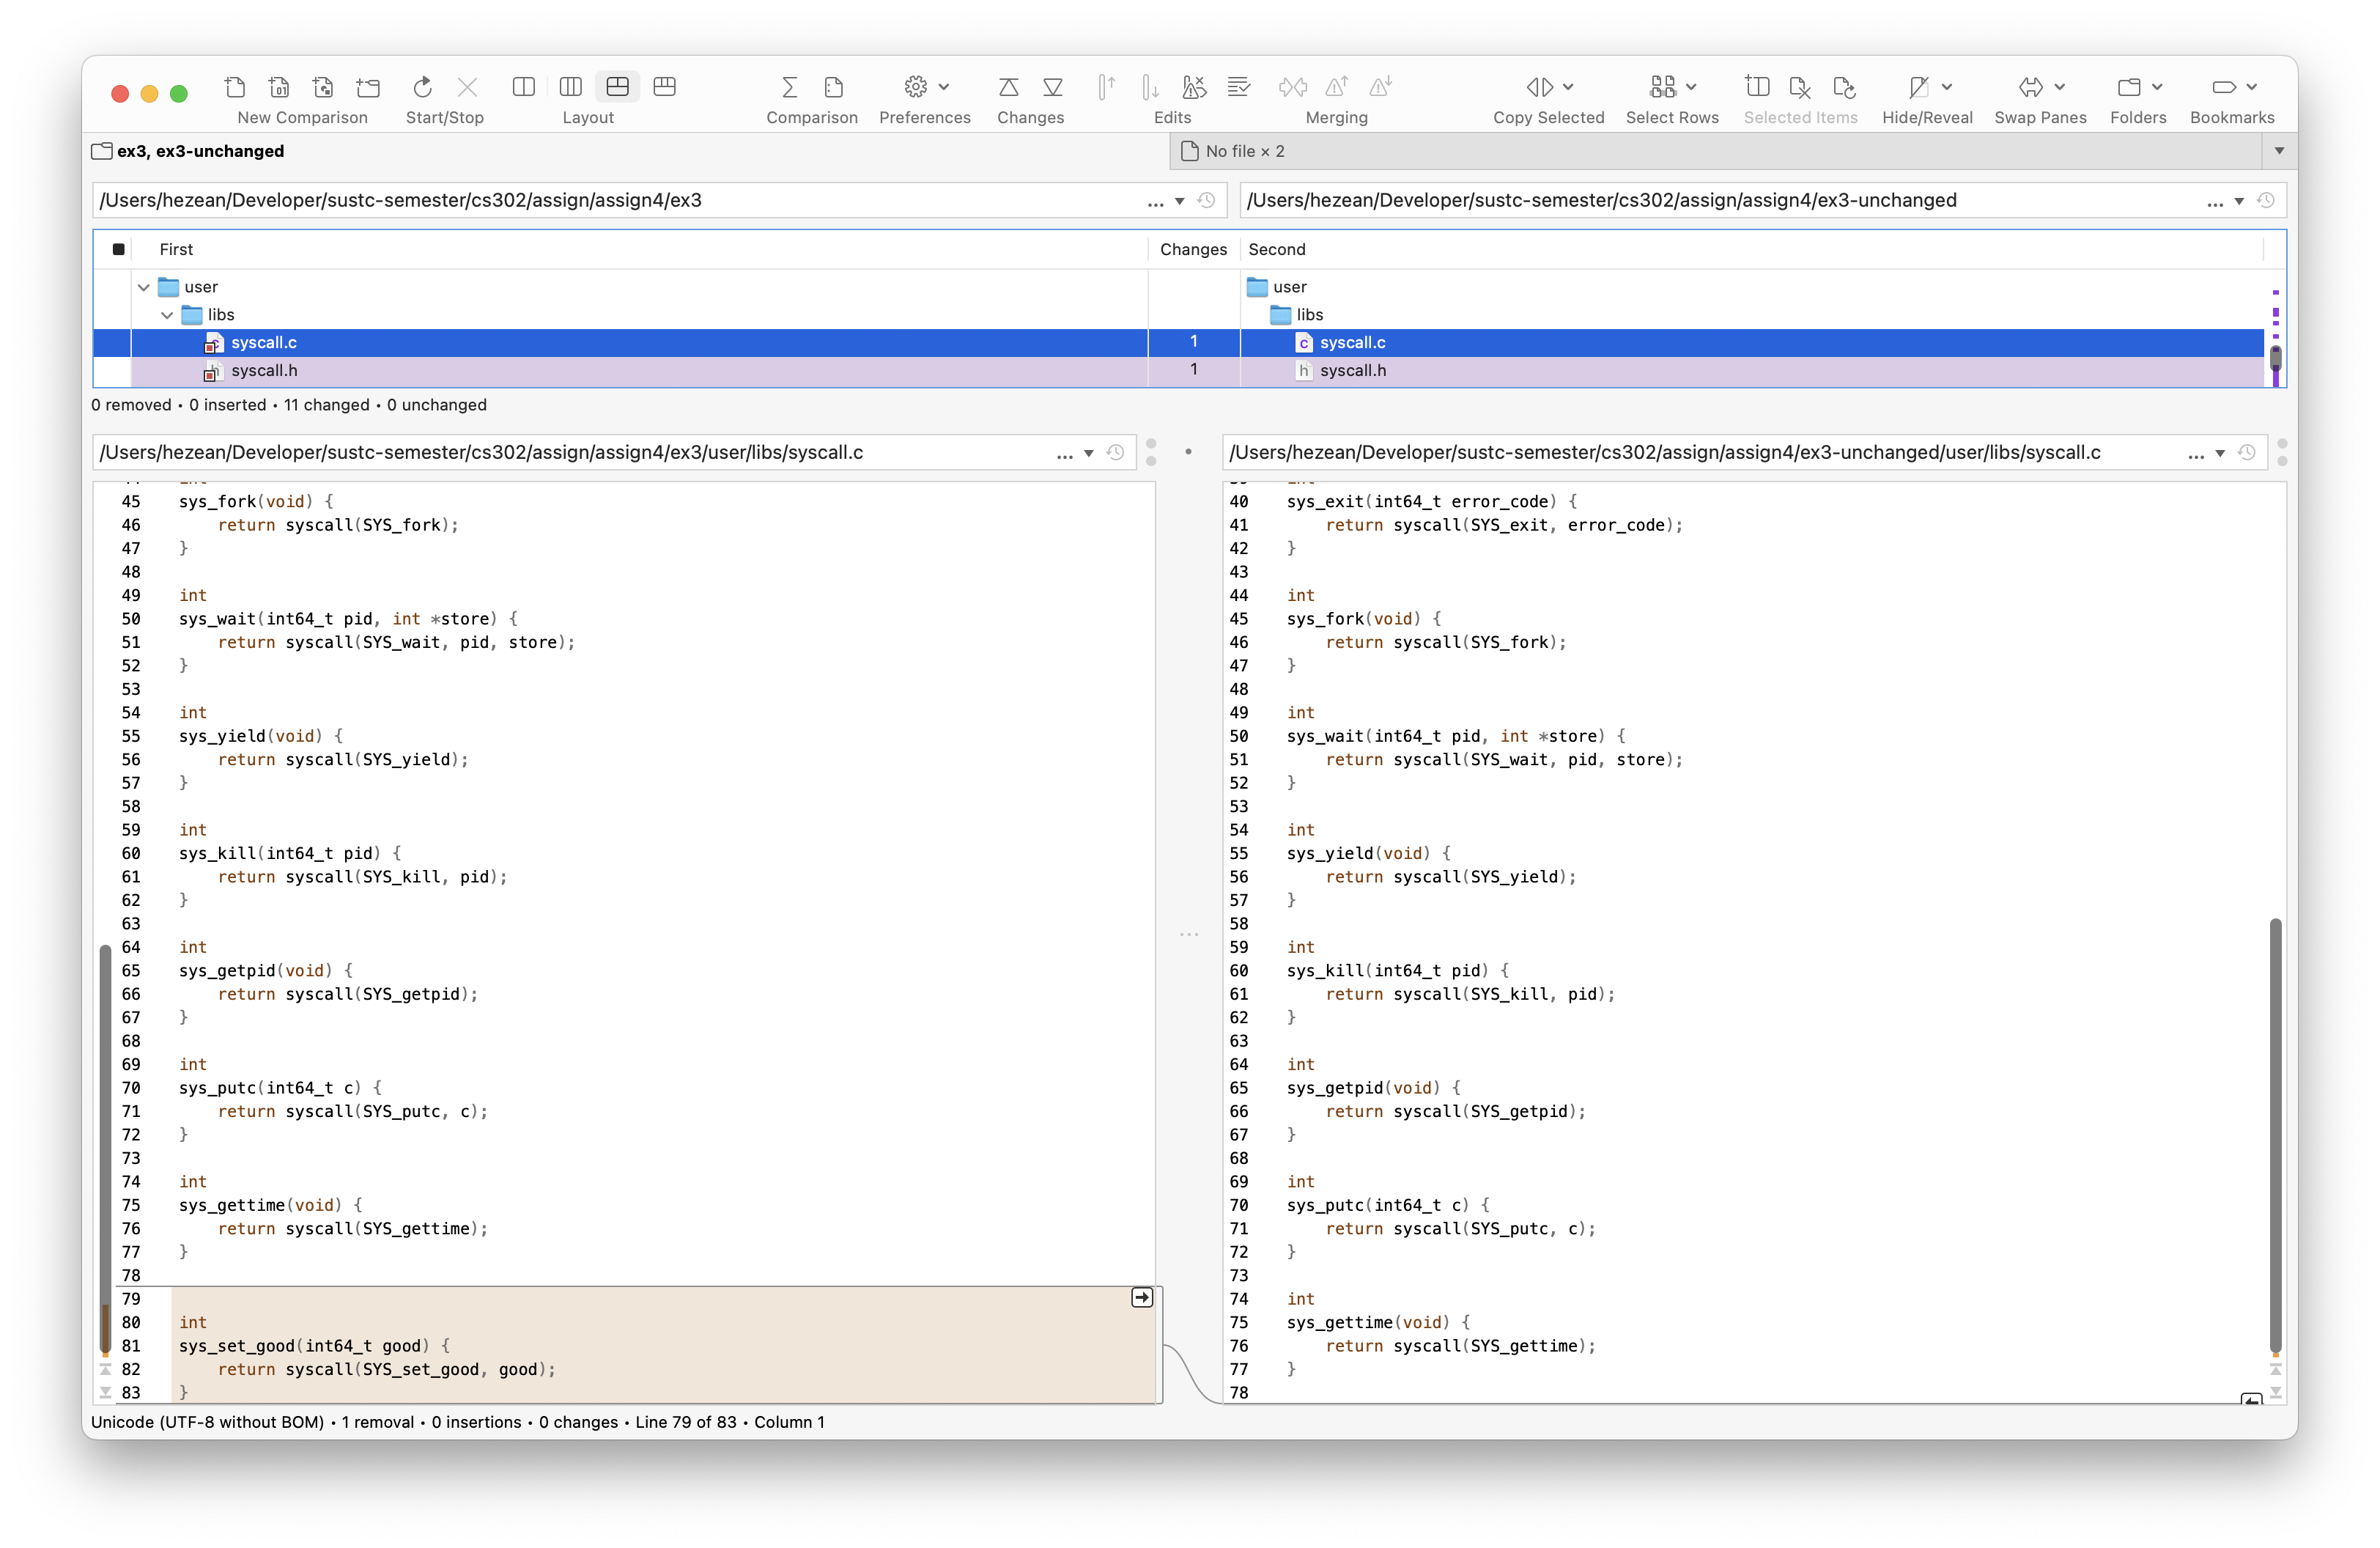 New Comparison Start/Stop Layout Comparison Preferences Changes Edits Merging Copy Selected Select Rows Selected Items Hide/Reveal Swap Panes Folders Bookmarks
ex3, ex3-unchanged No file × 2
/Users/hezean/Developer/sustc-semester/cs302/assign/assign4/ex3 ... /Users/hezean/Developer/sustc-semester/cs302/assign/assign4/ex3-unchanged ...
First Changes Second
user user
libs libs
syscall.c 1 syscall.c
syscall.h 1 syscall.h
0 removed • 0 inserted • 11 changed • 0 unchanged
/Users/hezean/Developer/sustc-semester/cs302/assign/assign4/ex3/user/libs/syscall.c ... • /Users/hezean/Developer/sustc-semester/cs302/assign/assign4/ex3-unchanged/user/libs/syscall.c ...
45 sys_fork(void) {
46 return syscall(SYS_fork);
47 }
48
49 int
50 sys_wait(int64_t pid, int *store) {
51 return syscall(SYS_wait, pid, store);
52 }
53
54 int
55 sys_yield(void) {
56 return syscall(SYS_yield);
57 }
58
59 int
60 sys_kill(int64_t pid) {
61 return syscall(SYS_kill, pid);
62 }
63
64 int
65 sys_getpid(void) {
66 return syscall(SYS_getpid);
67 }
68
69 int
70 sys_putc(int64_t c) {
71 return syscall(SYS_putc, c);
72 }
73
74 int
75 sys_gettime(void) {
76 return syscall(SYS_gettime);
77 }
78
79
80 int
81 sys_set_good(int64_t good) {
82 return syscall(SYS_set_good, good);
83 }
40 sys_exit(int64_t error_code) {
41 return syscall(SYS_exit, error_code);
42 }
43
44 int
45 sys_fork(void) {
46 return syscall(SYS_fork);
47 }
48
49 int
50 sys_wait(int64_t pid, int *store) {
51 return syscall(SYS_wait, pid, store);
52 }
53
54 int
55 sys_yield(void) {
56 return syscall(SYS_yield);
57 }
58
59 int
60 sys_kill(int64_t pid) {
61 return syscall(SYS_kill, pid);
62 }
63
64 int
65 sys_getpid(void) {
66 return syscall(SYS_getpid);
67 }
68
69 int
70 sys_putc(int64_t c) {
71 return syscall(SYS_putc, c);
72 }
73
74 int
75 sys_gettime(void) {
76 return syscall(SYS_gettime);
77 }
78
Unicode (UTF-8 without BOM) • 1 removal • 0 insertions • 0 changes • Line 79 of 83 • Column 1